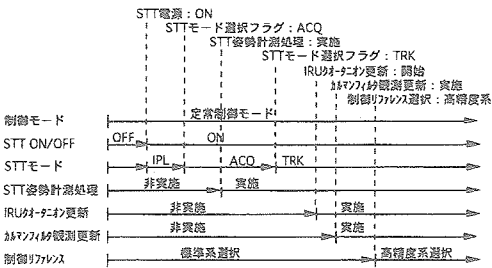 STT電源：ON
STTモード選択フラグ：ACQ
STT姿勢計測処理：実施
STTモード選択フラグ：TRK
IRUクオータニオン更新：開始
カルマンフィルタ観測更新：実施
制御リファレンス選択：高精度系
制御モード 定常制御モード
STT ON/OFF OFF ON
STTモード IPL ACQ TRK
STT姿勢計測処理 非実施 実施
IRUクオータニオン更新 非実施 実施
カルマンフィルタ観測更新 非実施 実施
制御リファレンス 標準系選択 高精度系選択